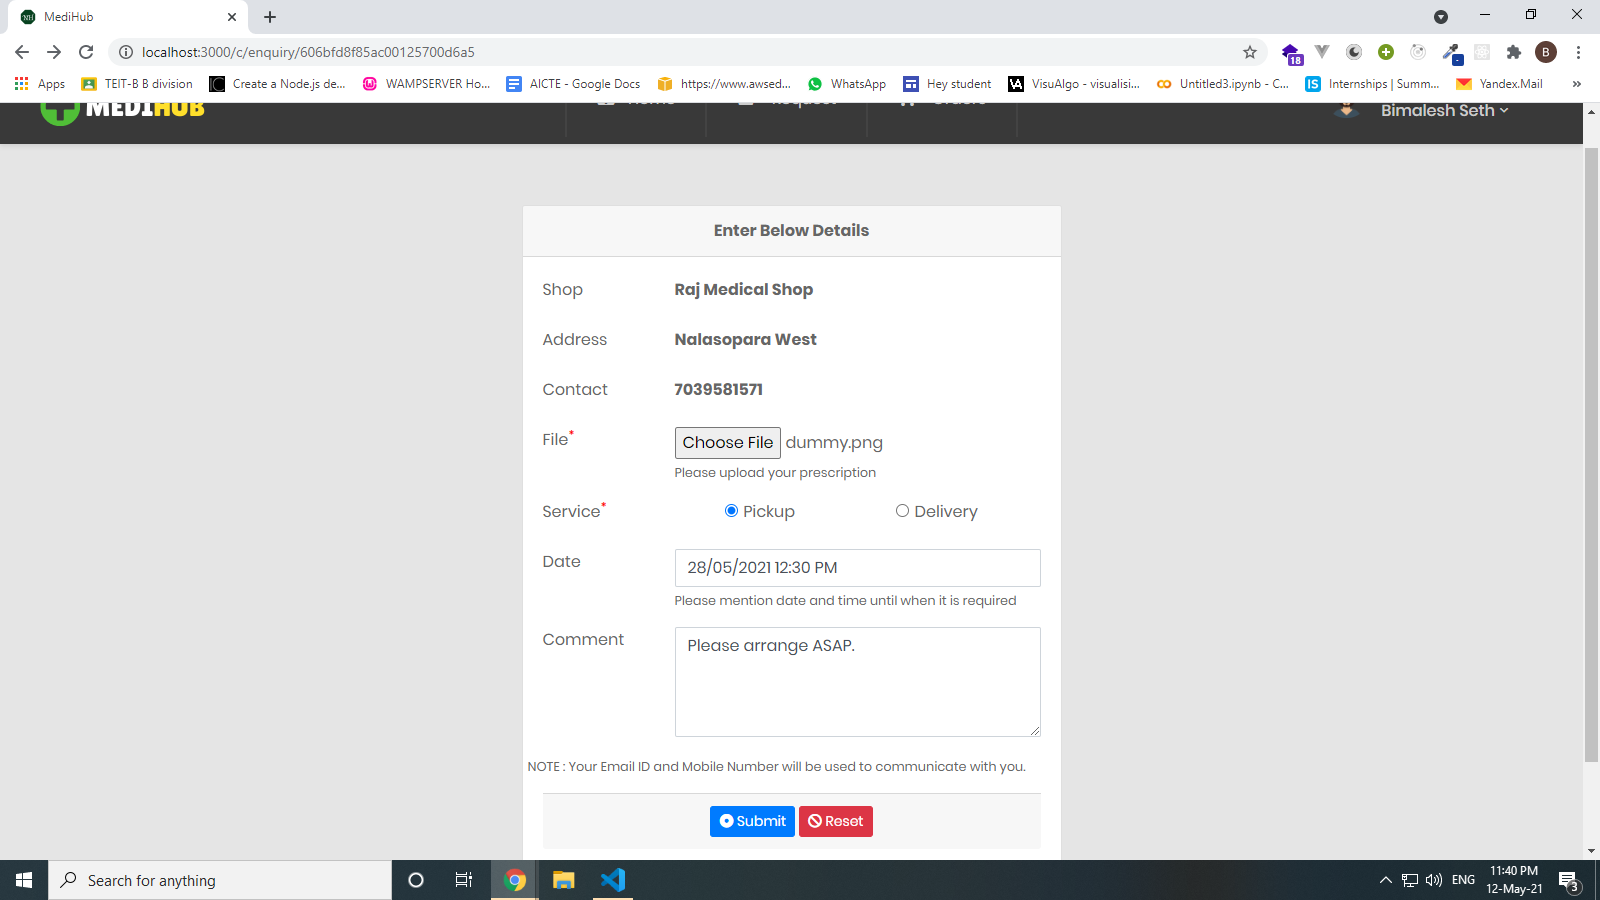 MediHub
localhost:3000/c/enquiry/606bfd8f85ac00125700d6a5
18
B
Apps
TEIT-B B division
Create a Node.js de...
WAMPSERVER Ho...
AICTE - Google Docs
https://www.awsed...
WhatsApp
Hey student
VisuAlgo - visualisi...
Untitled3.ipynb - C...
Internships | Summ...
Yandex.Mail
»
MEDIHUB
Home
Request
Orders
Bimalesh Seth
Enter Below Details
Shop Raj Medical Shop
Address Nalasopara West
Contact 7039581571
File* Choose File dummy.png
Please upload your prescription
Service* Pickup Delivery
Date 28/05/2021 12:30 PM
Please mention date and time until when it is required
Comment Please arrange ASAP.
NOTE : Your Email ID and Mobile Number will be used to communicate with you.
Submit Reset
Search for anything
ENG
11:40 PM
12-May-21
3